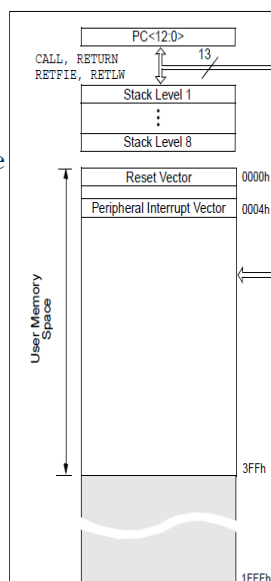 PC<12:0>
CALL, RETURN
RETFIE, RETLW
13
Stack Level 1
Stack Level 8
e
Reset Vector
0000h
Peripheral Interrupt Vector
0004h
User Memory
Space
3FFh
1FFFh